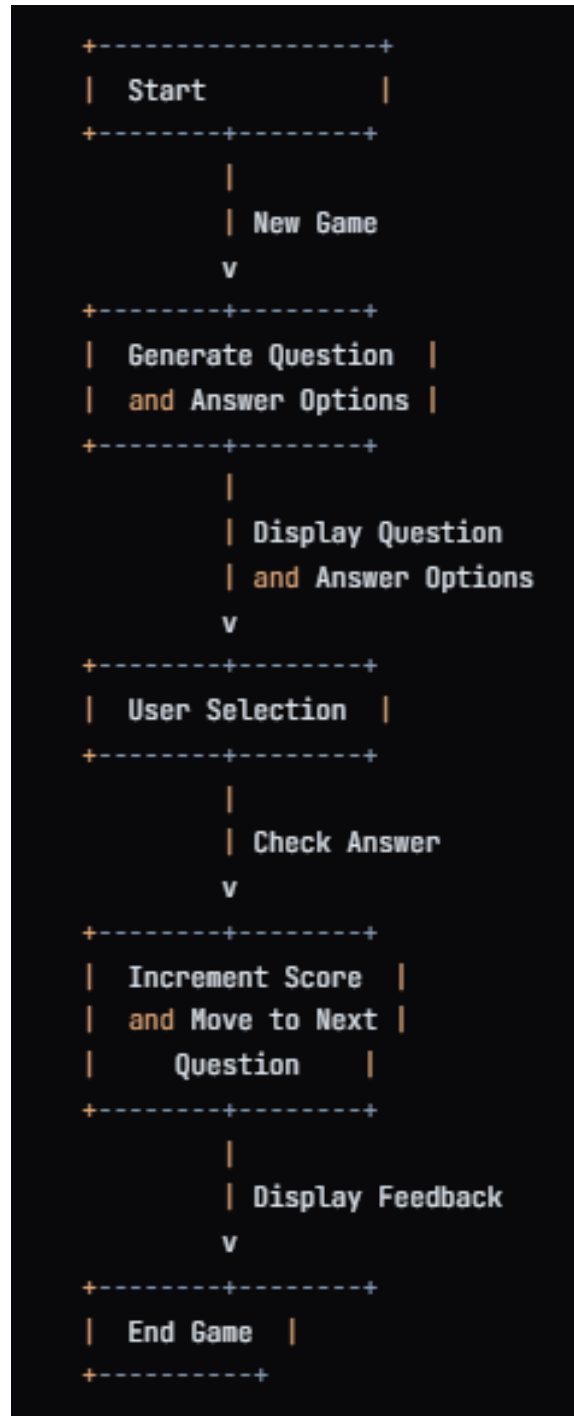 +-------------------+
|  Start           |
+--------+--------+
|
| New Game
v
+--------+--------+
|  Generate Question  |
|  and Answer Options |
+--------+--------+
|
| Display Question
| and Answer Options
v
+--------+--------+
|  User Selection  |
+--------+--------+
|
| Check Answer
v
+--------+--------+
|  Increment Score  |
|  and Move to Next |
|     Question    |
+--------+--------+
|
| Display Feedback
v
+--------+--------+
|  End Game  |
+----------+